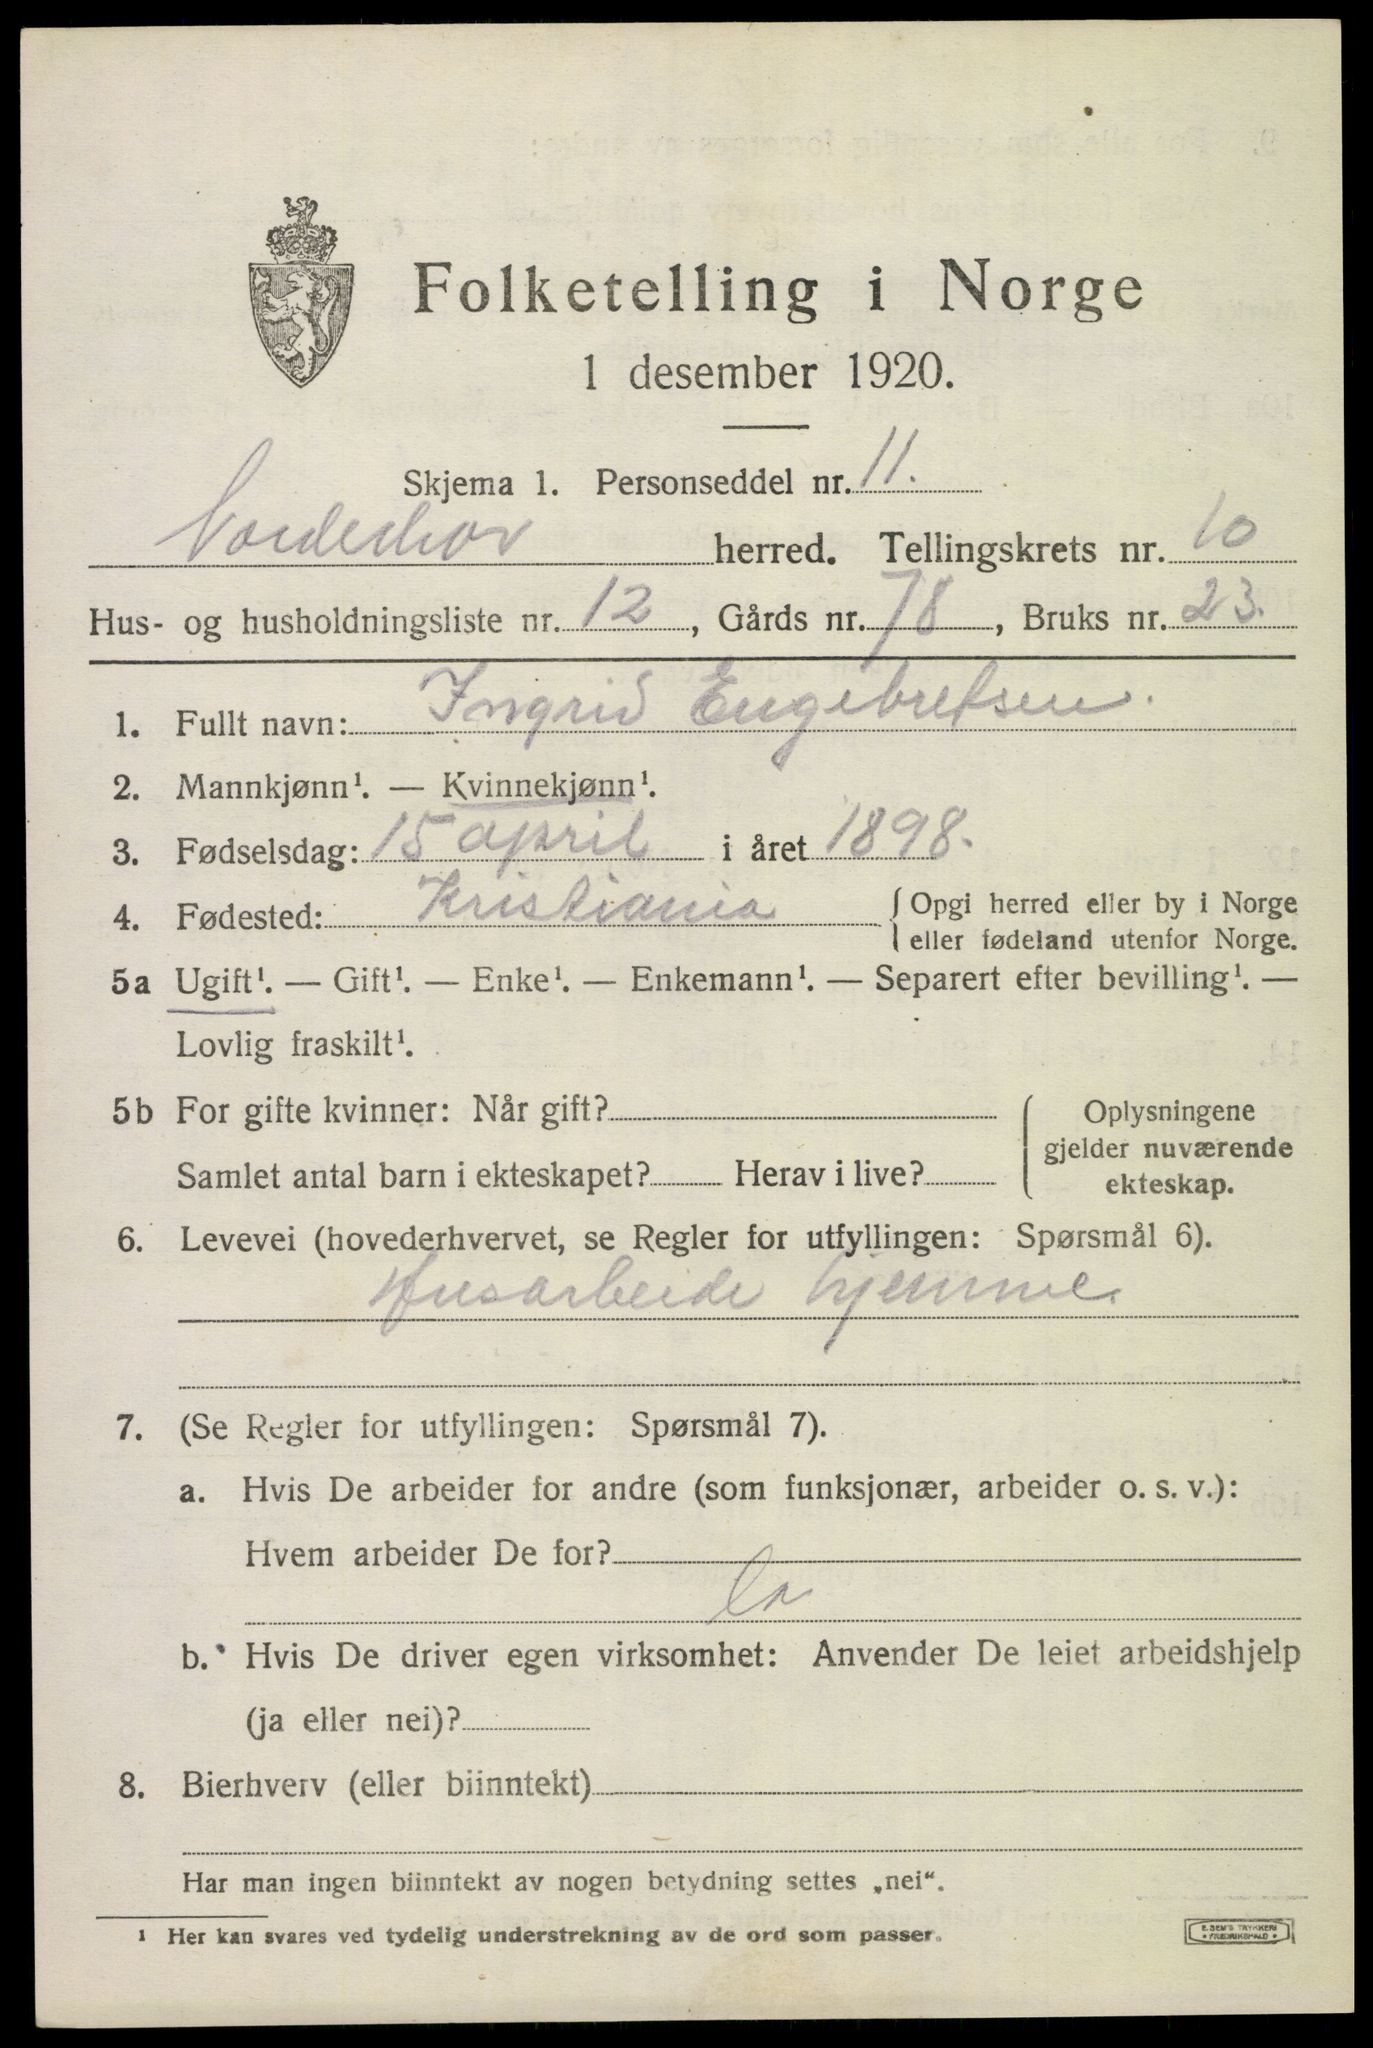 Folketelling i Norge
1 desember 1920.
Skjema 1. Personseddel nr. 11.
Norderhov herred. Tellingskrets nr. 10
Hus- og husholdningsliste nr. 12, Gårds nr. 78, Bruks nr. 23.
1. Fullt navn: Ingrid Engebretsen.
2. Mannkjønn¹. — Kvinnekjønn¹.
3. Fødselsdag: 15 april i året 1898.
4. Fødested: Kristiania { Opgi herred eller by i Norge
eller fødeland utenfor Norge.
5a Ugift¹. — Gift¹. — Enke¹. — Enkemann¹. — Separert efter bevilling¹. —
Lovlig fraskilt¹.
5b For gifte kvinner: Når gift? Oplysningene
gjelder nuværende
Samlet antal barn i ekteskapet? Herav i live? ekteskap.
6. Levevei (hovederhvervet, se Regler for utfyllingen: Spørsmål 6).
Husarbeide hjemme.
7. (Se Regler for utfyllingen: Spørsmål 7).
a. Hvis De arbeider for andre (som funksjonær, arbeider o. s. v.):
Hvem arbeider De for?
b. Hvis De driver egen virksomhet: Anvender De leiet arbeidshjelp
(ja eller nei)?
8. Bierhverv (eller biinntekt)
Har man ingen biinntekt av nogen betydning settes „nei“.
¹ Her kan svares ved tydelig understrekning av de ord som passer.
E. SEM'S TRYKKERI
• FREDRIKSHALD •